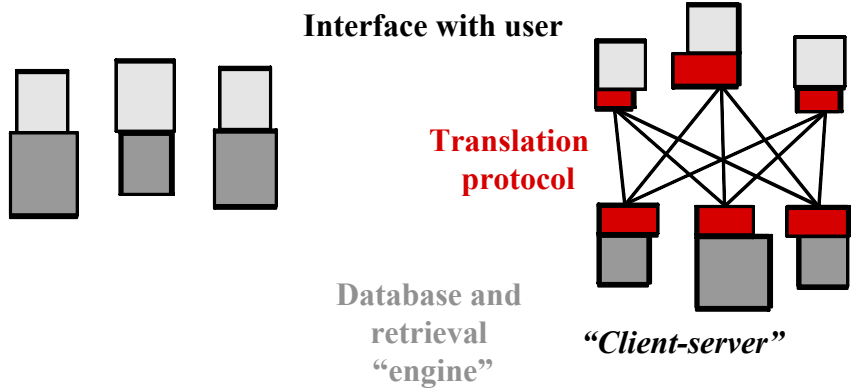 Interface with user
Translation
protocol
Database and
retrieval
“engine”
“Client-server”